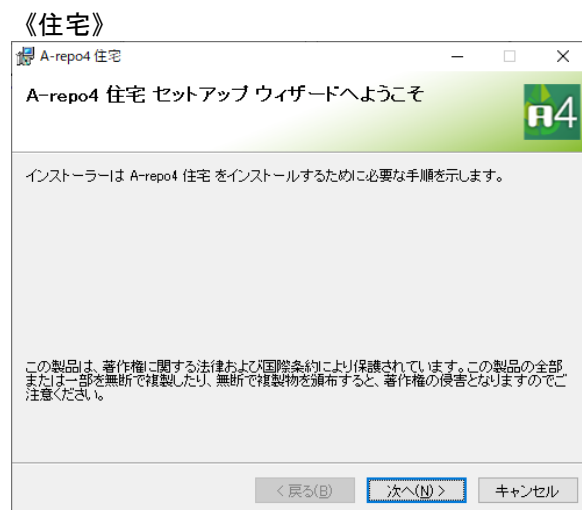 《住宅》
A-repo4 住宅
A-repo4 住宅 セットアップ ウィザードへようこそ
A4
インストーラーは A-repo4 住宅 をインストールするために必要な手順を示します。
この製品は、著作権に関する法律および国際条約により保護されています。この製品の全部
または一部を無断で複製したり、無断で複製物を頒布すると、著作権の侵害となりますのでご
注意ください。
< 戻る(B)
次へ(N) >
キャンセル